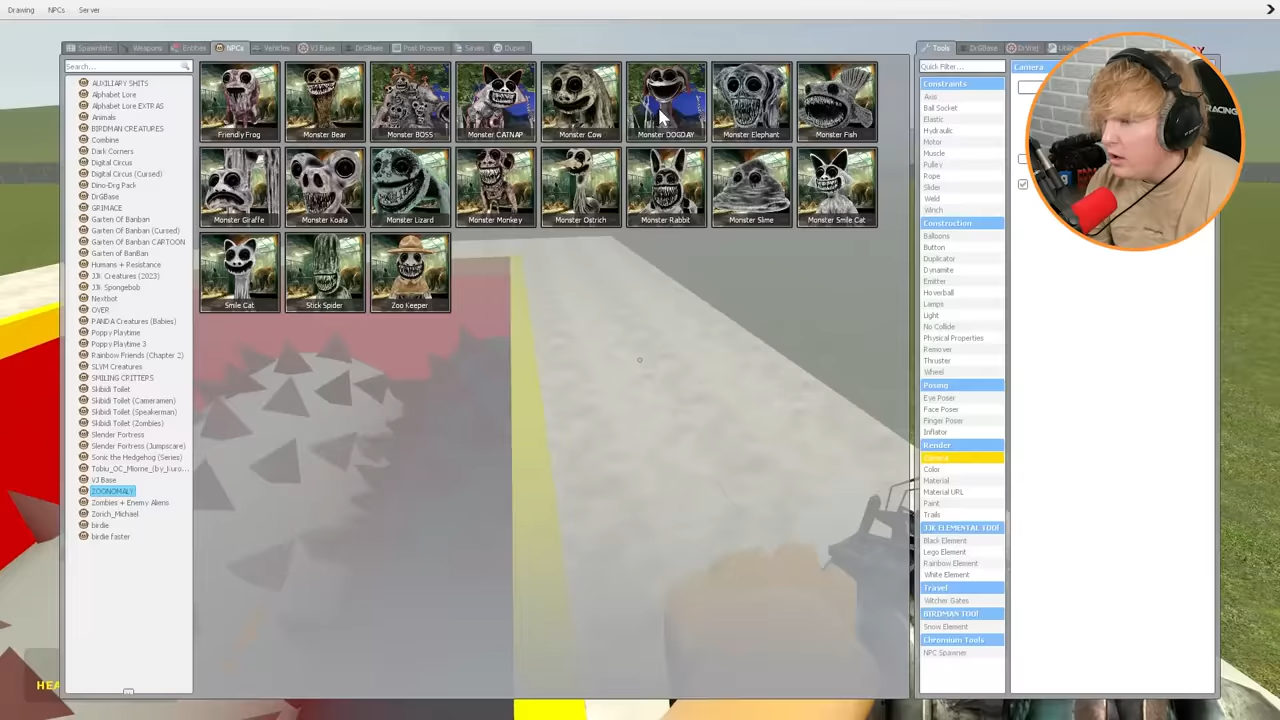 Drawing NPCs Server
Spawnlists Weapons Entities NPCs Vehicles VJ Base DrGBase Post Process Saves Dupes
Tools DrGBase DrVrej
Search...
Quick Filter...
Camera
AUXILIARY SHITS
Alphabet Lore
Alphabet Lore EXTRAS
Animals
BIRDMAN CREATURES
Combine
Dark Corners
Digital Circus
Digital Circus (Cursed)
Dino-Drg Pack
DrGBase
GRIMACE
Garten Of Banban
Garten Of Banban (Cursed)
Garten Of Banban CARTOON
Garten of BanBan
Humans + Resistance
JJK Creatures (2023)
JJK Spongebob
Nextbot
OVER
PANDA Creatures (Babies)
Poppy Playtime
Poppy Playtime 3
Rainbow Friends (Chapter 2)
SLVM Creatures
SMILING CRITTERS
Skibidi Toilet
Skibidi Toilet (Cameramen)
Skibidi Toilet (Speakerman)
Skibidi Toilet (Zombies)
Slender Fortress
Slender Fortress (Jumpscare)
Sonic the Hedgehog (Series)
VJ Base
ZOONOMALY
Zombies + Enemy Aliens
Zorich_Michael
birdie
birdie faster
Friendly Frog
Monster Bear
Monster BOSS
Monster CATNAP
Monster Cow
Monster DOGDAY
Monster Elephant
Monster Fish
Monster Giraffe
Monster Koala
Monster Lizard
Monster Monkey
Monster Ostrich
Monster Rabbit
Monster Slime
Monster Smile Cat
Smile Cat
Stick Spider
Zoo Keeper
Constraints
Axis
Ball Socket
Elastic
Hydraulic
Motor
Muscle
Pulley
Rope
Slider
Weld
Winch
Construction
Balloons
Button
Duplicator
Dynamite
Emitter
Hoverball
Lamps
Light
No Collide
Physical Properties
Remover
Thruster
Wheel
Posing
Eye Poser
Face Poser
Finger Poser
Inflator
Render
Camera
Color
Material
Material URL
Paint
Trails
JJK ELEMENTAL TOOL
Black Element
Lego Element
Rainbow Element
White Element
Travel
Witcher Gates
BIRDMAN TOOL
Snow Element
Chromium Tools
NPC Spawner
RACING